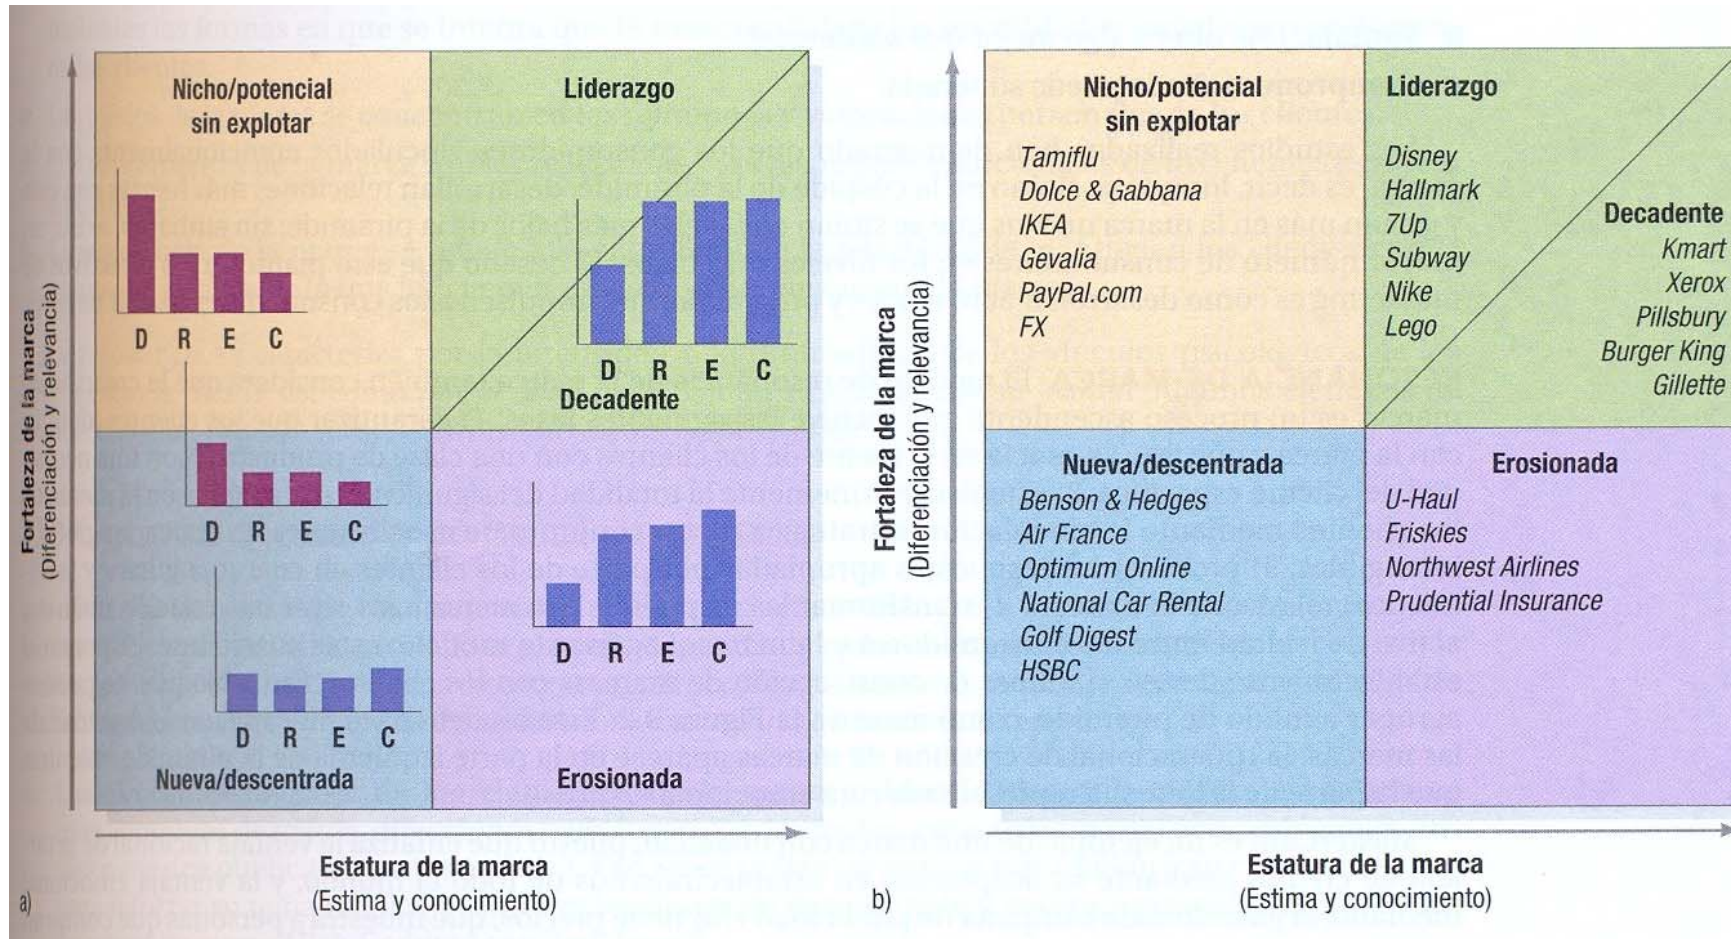 Fortaleza de la marca
(Diferenciación y relevancia)
Nicho/potencial
sin explotar
D R E C
Liderazgo
D R E C
Decadente
D R E C
D R E C
Nueva/descentrada
D R E C
Erosionada
Estatura de la marca
(Estima y conocimiento)
a)
Fortaleza de la marca
(Diferenciación y relevancia)
Nicho/potencial
sin explotar
Tamiflu
Dolce & Gabbana
IKEA
Gevalia
PayPal.com
FX
Liderazgo
Disney
Hallmark
7Up
Subway
Nike
Lego
Decadente
Kmart
Xerox
Pillsbury
Burger King
Gillette
Nueva/descentrada
Benson & Hedges
Air France
Optimum Online
National Car Rental
Golf Digest
HSBC
Erosionada
U-Haul
Friskies
Northwest Airlines
Prudential Insurance
Estatura de la marca
(Estima y conocimiento)
b)